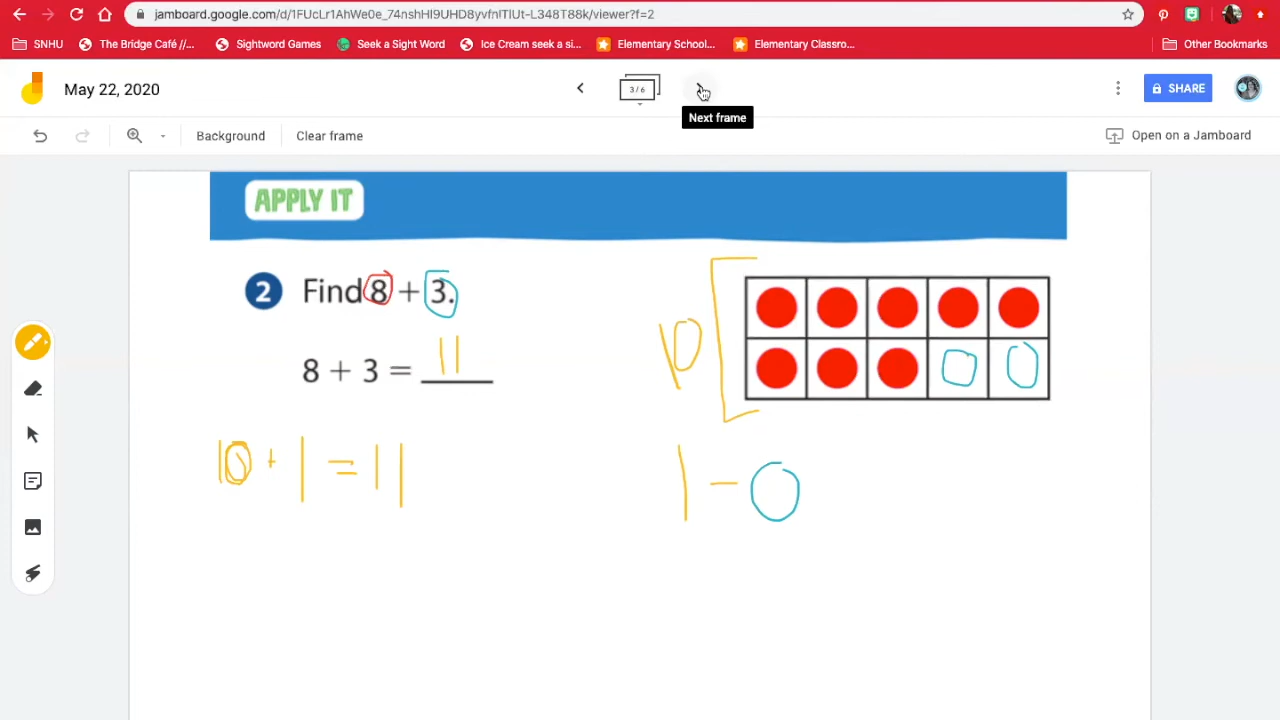 jamboard.google.com/d/1FUcLr1AhWe0e_74nshHI9UHD8yvfnITlUt-L348T88k/viewer?f=2
SNHU
The Bridge Café //...
Sightword Games
Seek a Sight Word
Ice Cream seek a si...
Elementary School...
Elementary Classro...
Other Bookmarks
May 22, 2020
3 / 6
SHARE
Next frame
Background
Clear frame
Open on a Jamboard
APPLY IT
2 Find 8 + 3.
8 + 3 = 11
10
10 + 1 = 11
1 -